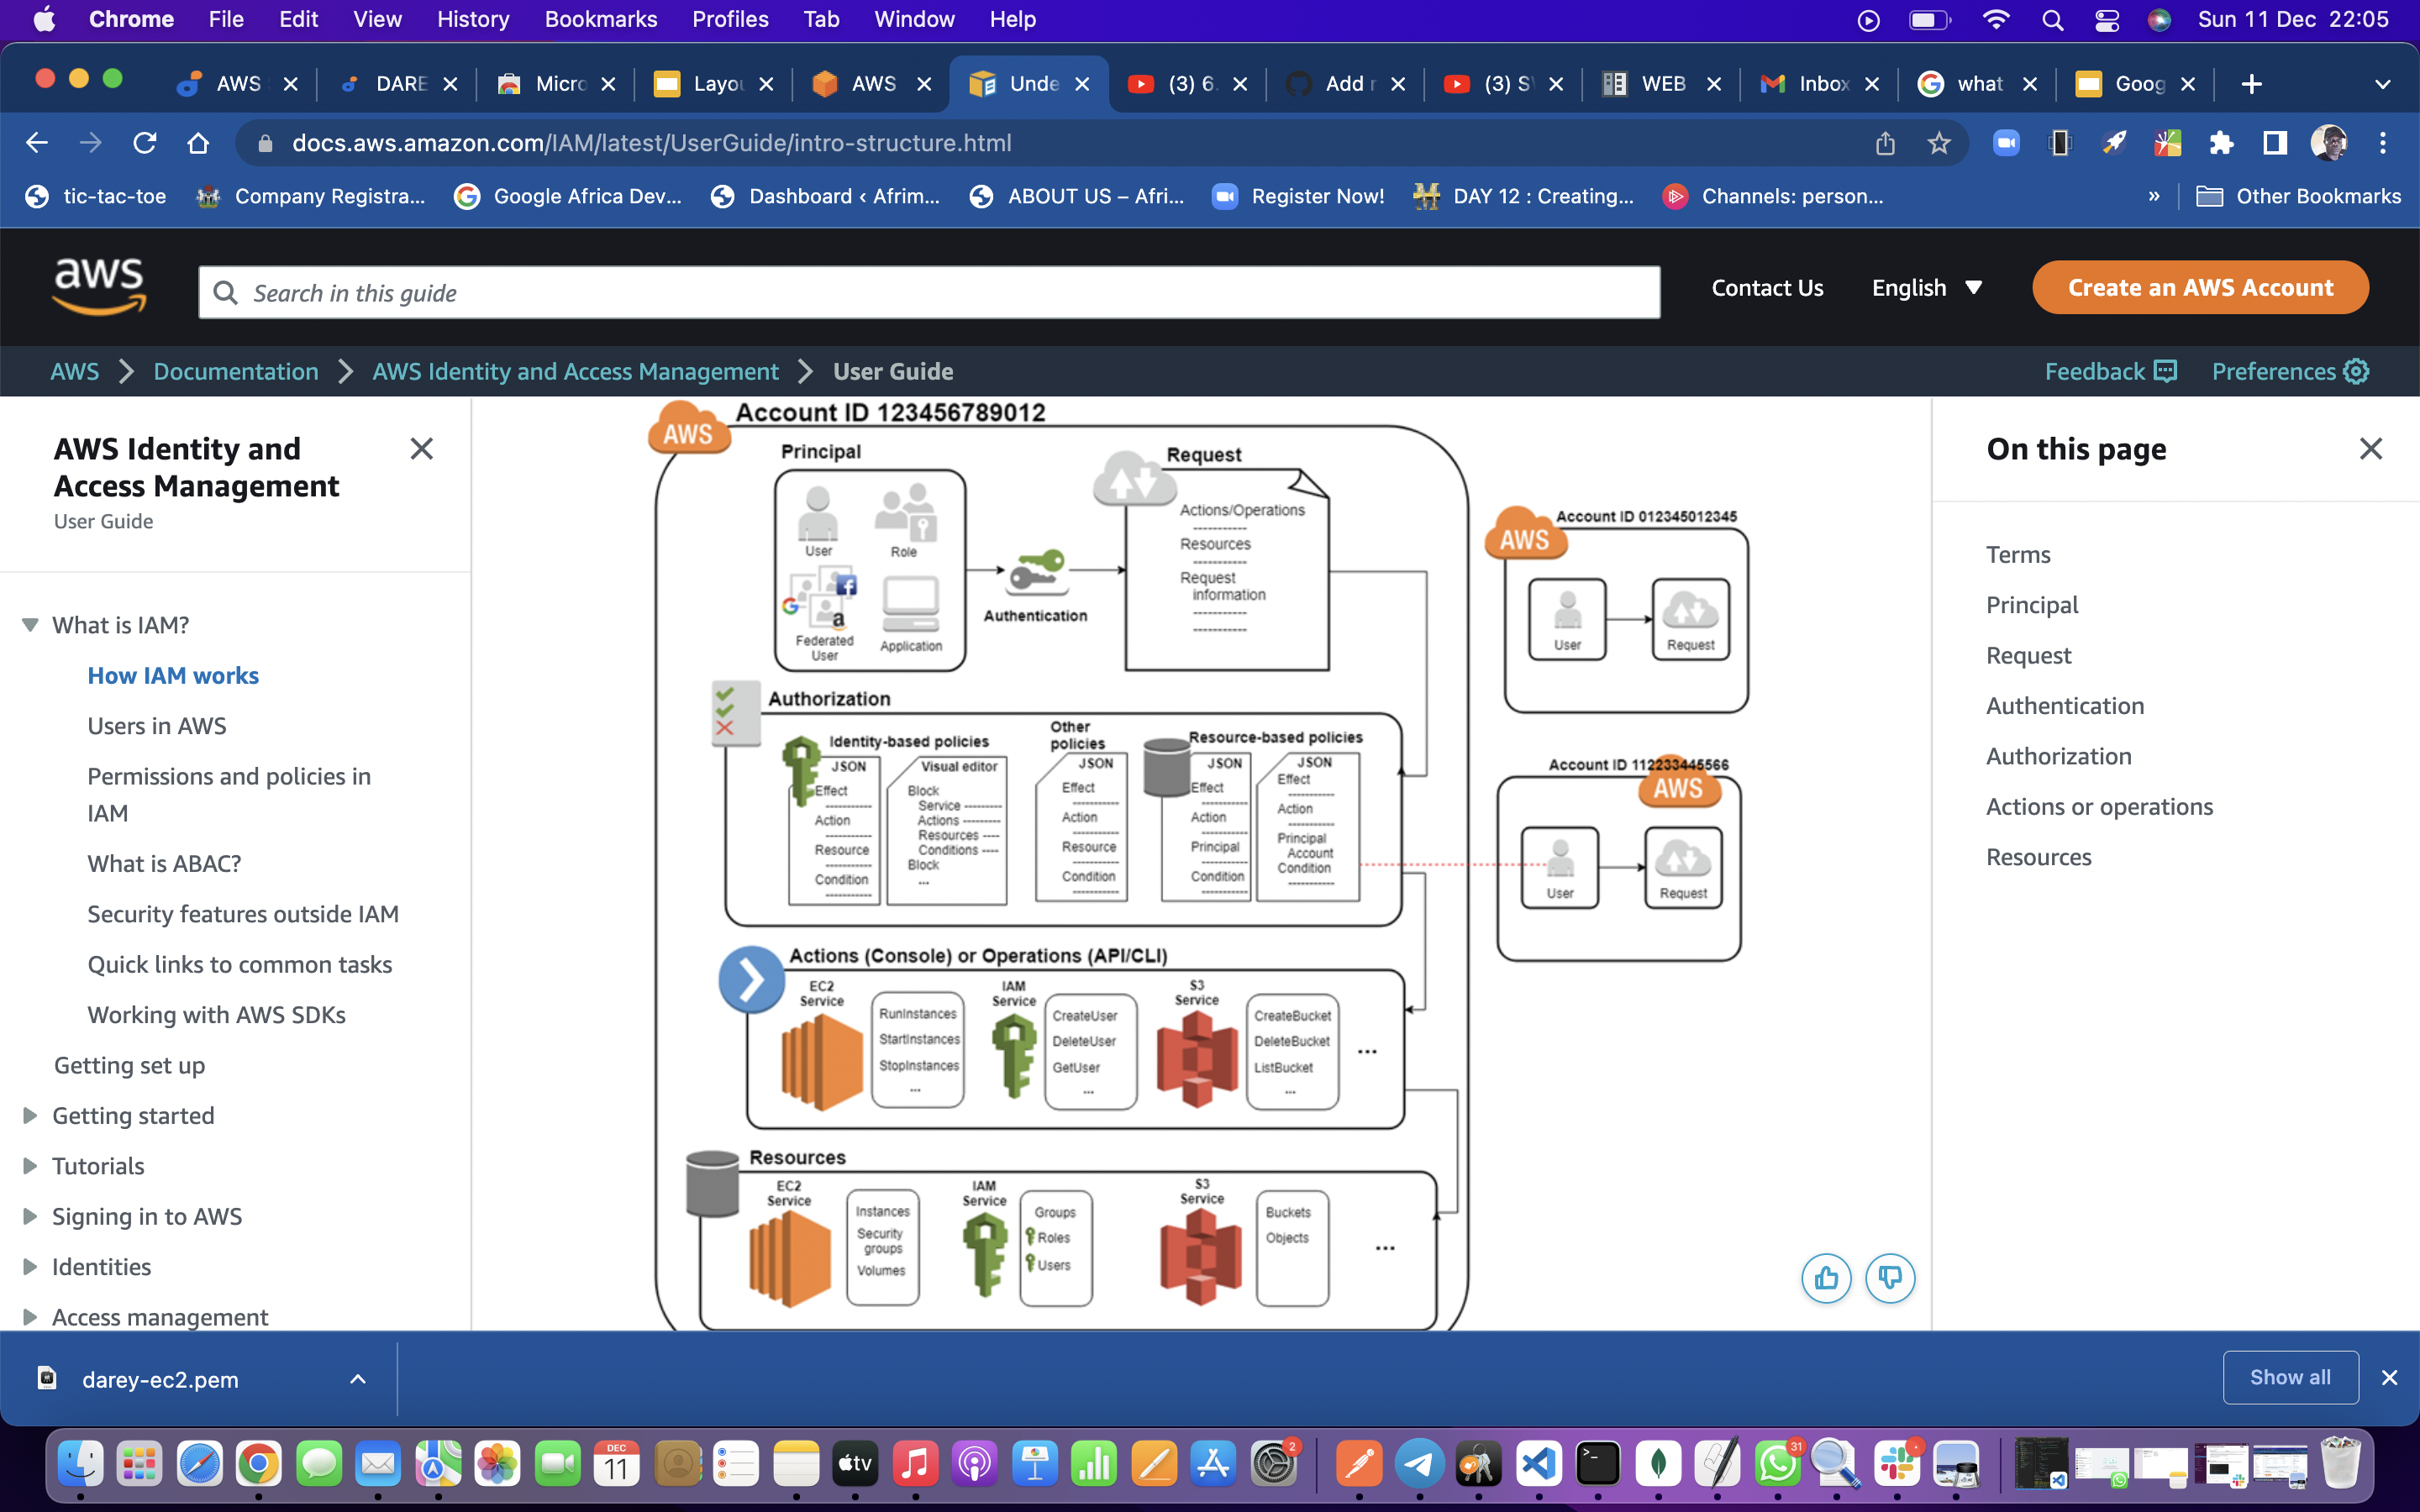 Chrome File Edit View History Bookmarks Profiles Tab Window Help Sun 11 Dec 22:05
AWS DARE Micro Layou AWS Unde (3) 6. Add r (3) S WEB Inbox what Goog
docs.aws.amazon.com/IAM/latest/UserGuide/intro-structure.html
tic-tac-toe Company Registra... Google Africa Dev... Dashboard ‹ Afrim... ABOUT US – Afri... Register Now! DAY 12 : Creating... Channels: person... » Other Bookmarks
aws Search in this guide Contact Us English Create an AWS Account
AWS Documentation AWS Identity and Access Management User Guide Feedback Preferences
AWS Identity and
Access Management
User Guide
What is IAM?
How IAM works
Users in AWS
Permissions and policies in
IAM
What is ABAC?
Security features outside IAM
Quick links to common tasks
Working with AWS SDKs
Getting set up
Getting started
Tutorials
Signing in to AWS
Identities
Access management
AWS
Account ID 123456789012
Principal
User
Role
Federated
User
Application
a
Authentication
Request
Actions/Operations
Resources
Request
information
Authorization
Identity-based policies
JSON
Effect
Action
Resource
Condition
Visual editor
Block
Service
Actions
Resources
Conditions
Block
...
Other
policies
JSON
Effect
Action
Resource
Condition
Resource-based policies
JSON
Effect
Action
Principal
Condition
JSON
Effect
Action
Principal
Account
Condition
Actions (Console) or Operations (API/CLI)
EC2
Service
RunInstances
StartInstances
StopInstances
...
IAM
Service
CreateUser
DeleteUser
GetUser
...
S3
Service
CreateBucket
DeleteBucket
ListBucket
...
...
Resources
EC2
Service
Instances
Security
groups
Volumes
IAM
Service
Groups
Roles
Users
S3
Service
Buckets
Objects
...
Account ID 012345012345
AWS
User
Request
Account ID 112233445566
AWS
User
Request
On this page
Terms
Principal
Request
Authentication
Authorization
Actions or operations
Resources
darey-ec2.pem
Show all
DEC
11
tv
2
31